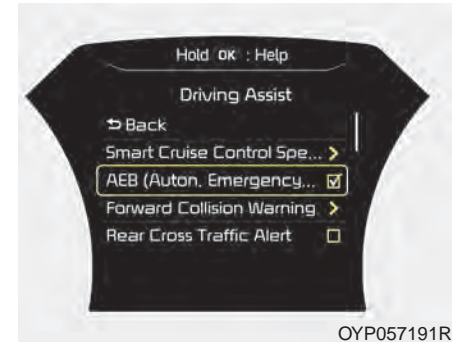 Hold OK : Help
Driving Assist
Back
Smart Cruise Control Spe...
AEB (Auton. Emergency...
Forward Collision Warning
Rear Cross Traffic Alert
OYP057191R